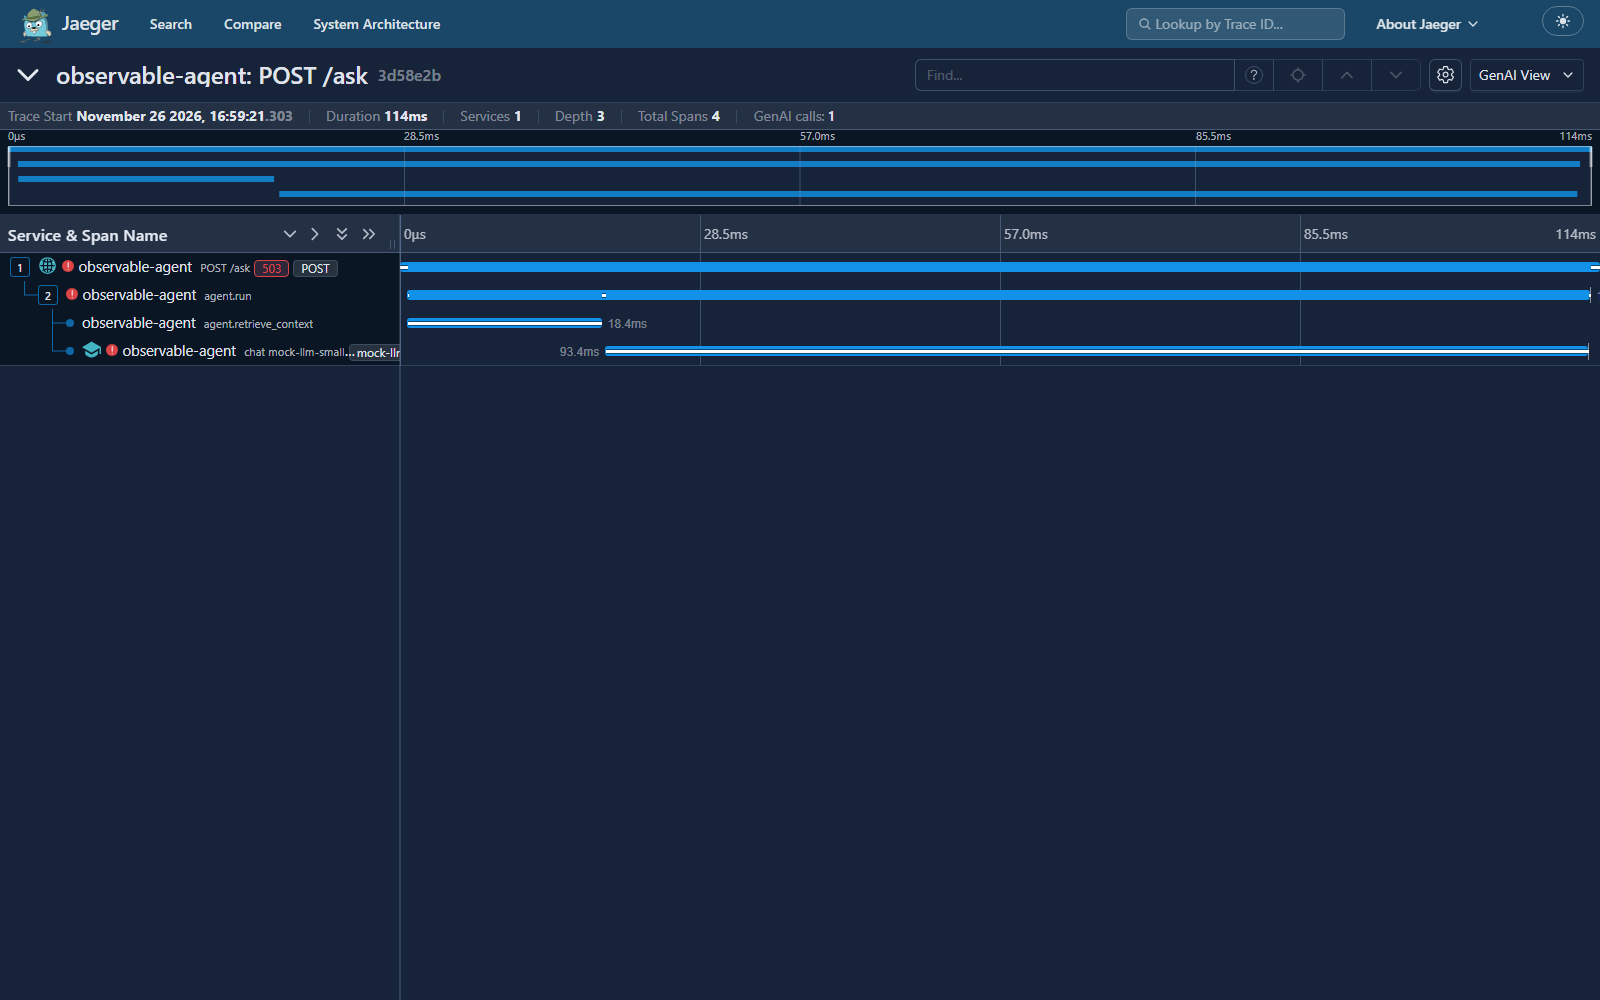 Jaeger Search Compare System Architecture Lookup by Trace ID... About Jaeger
observable-agent: POST /ask 3d58e2b Find... ? GenAI View
Trace Start November 26 2026, 16:59:21.303 Duration 114ms Services 1 Depth 3 Total Spans 4 GenAI calls: 1
0μs 28.5ms 57.0ms 85.5ms 114ms
Service & Span Name 0μs 28.5ms 57.0ms 85.5ms 114ms
1 observable-agent POST /ask 503 POST
2 observable-agent agent.run
observable-agent agent.retrieve_context 18.4ms
observable-agent chat mock-llm-small... mock-llm 93.4ms